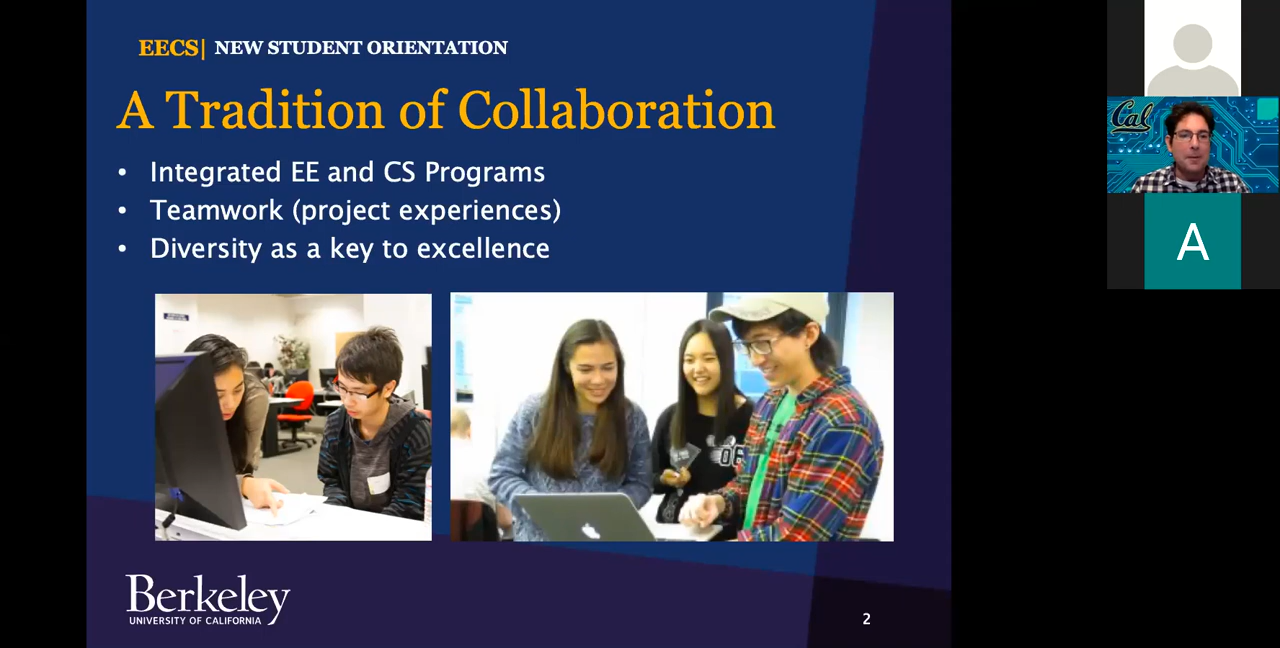 EECS| NEW STUDENT ORIENTATION
A Tradition of Collaboration
• Integrated EE and CS Programs
• Teamwork (project experiences)
• Diversity as a key to excellence
06
Berkeley
UNIVERSITY OF CALIFORNIA
2
Cal
A